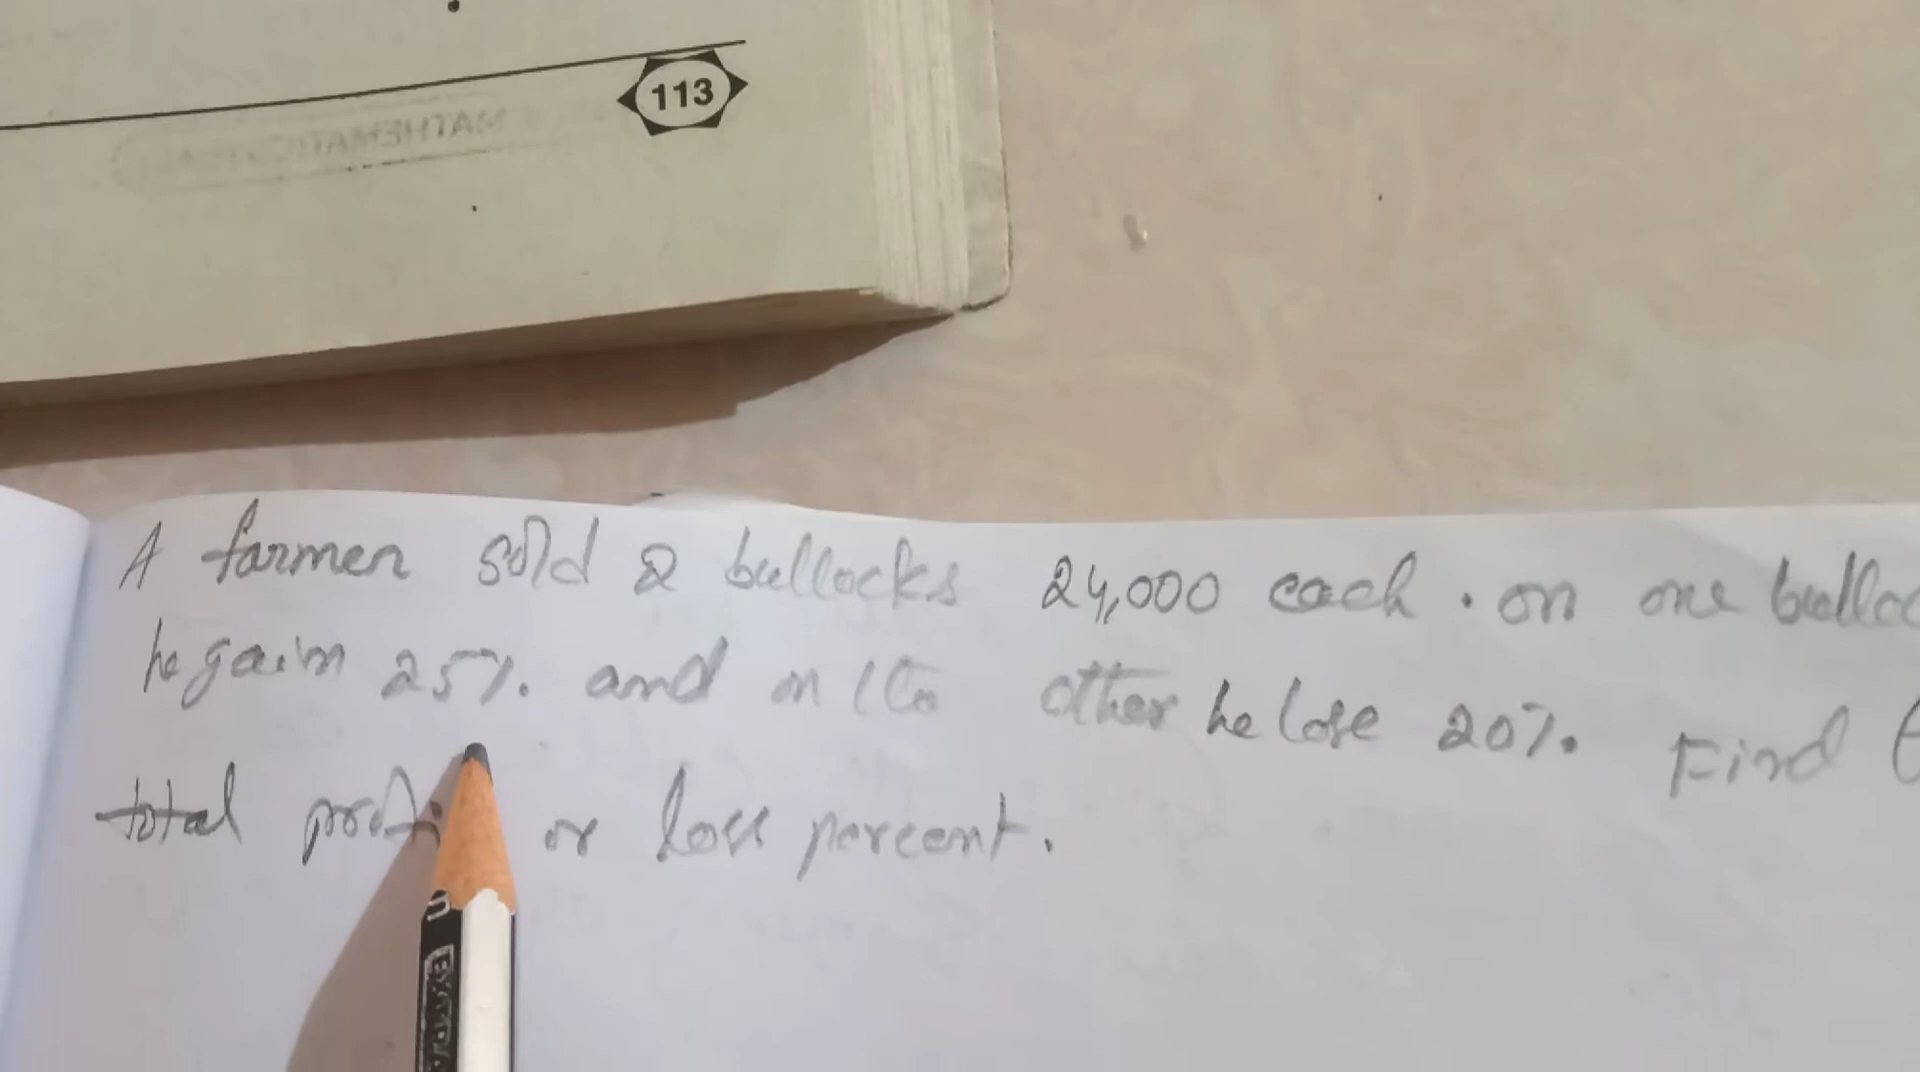 113
A farmer sold 2 bullocks 24,000 each . on one bulloc
he gain 25%. and on the other he lose 20%. Find
total profi or loss percent.